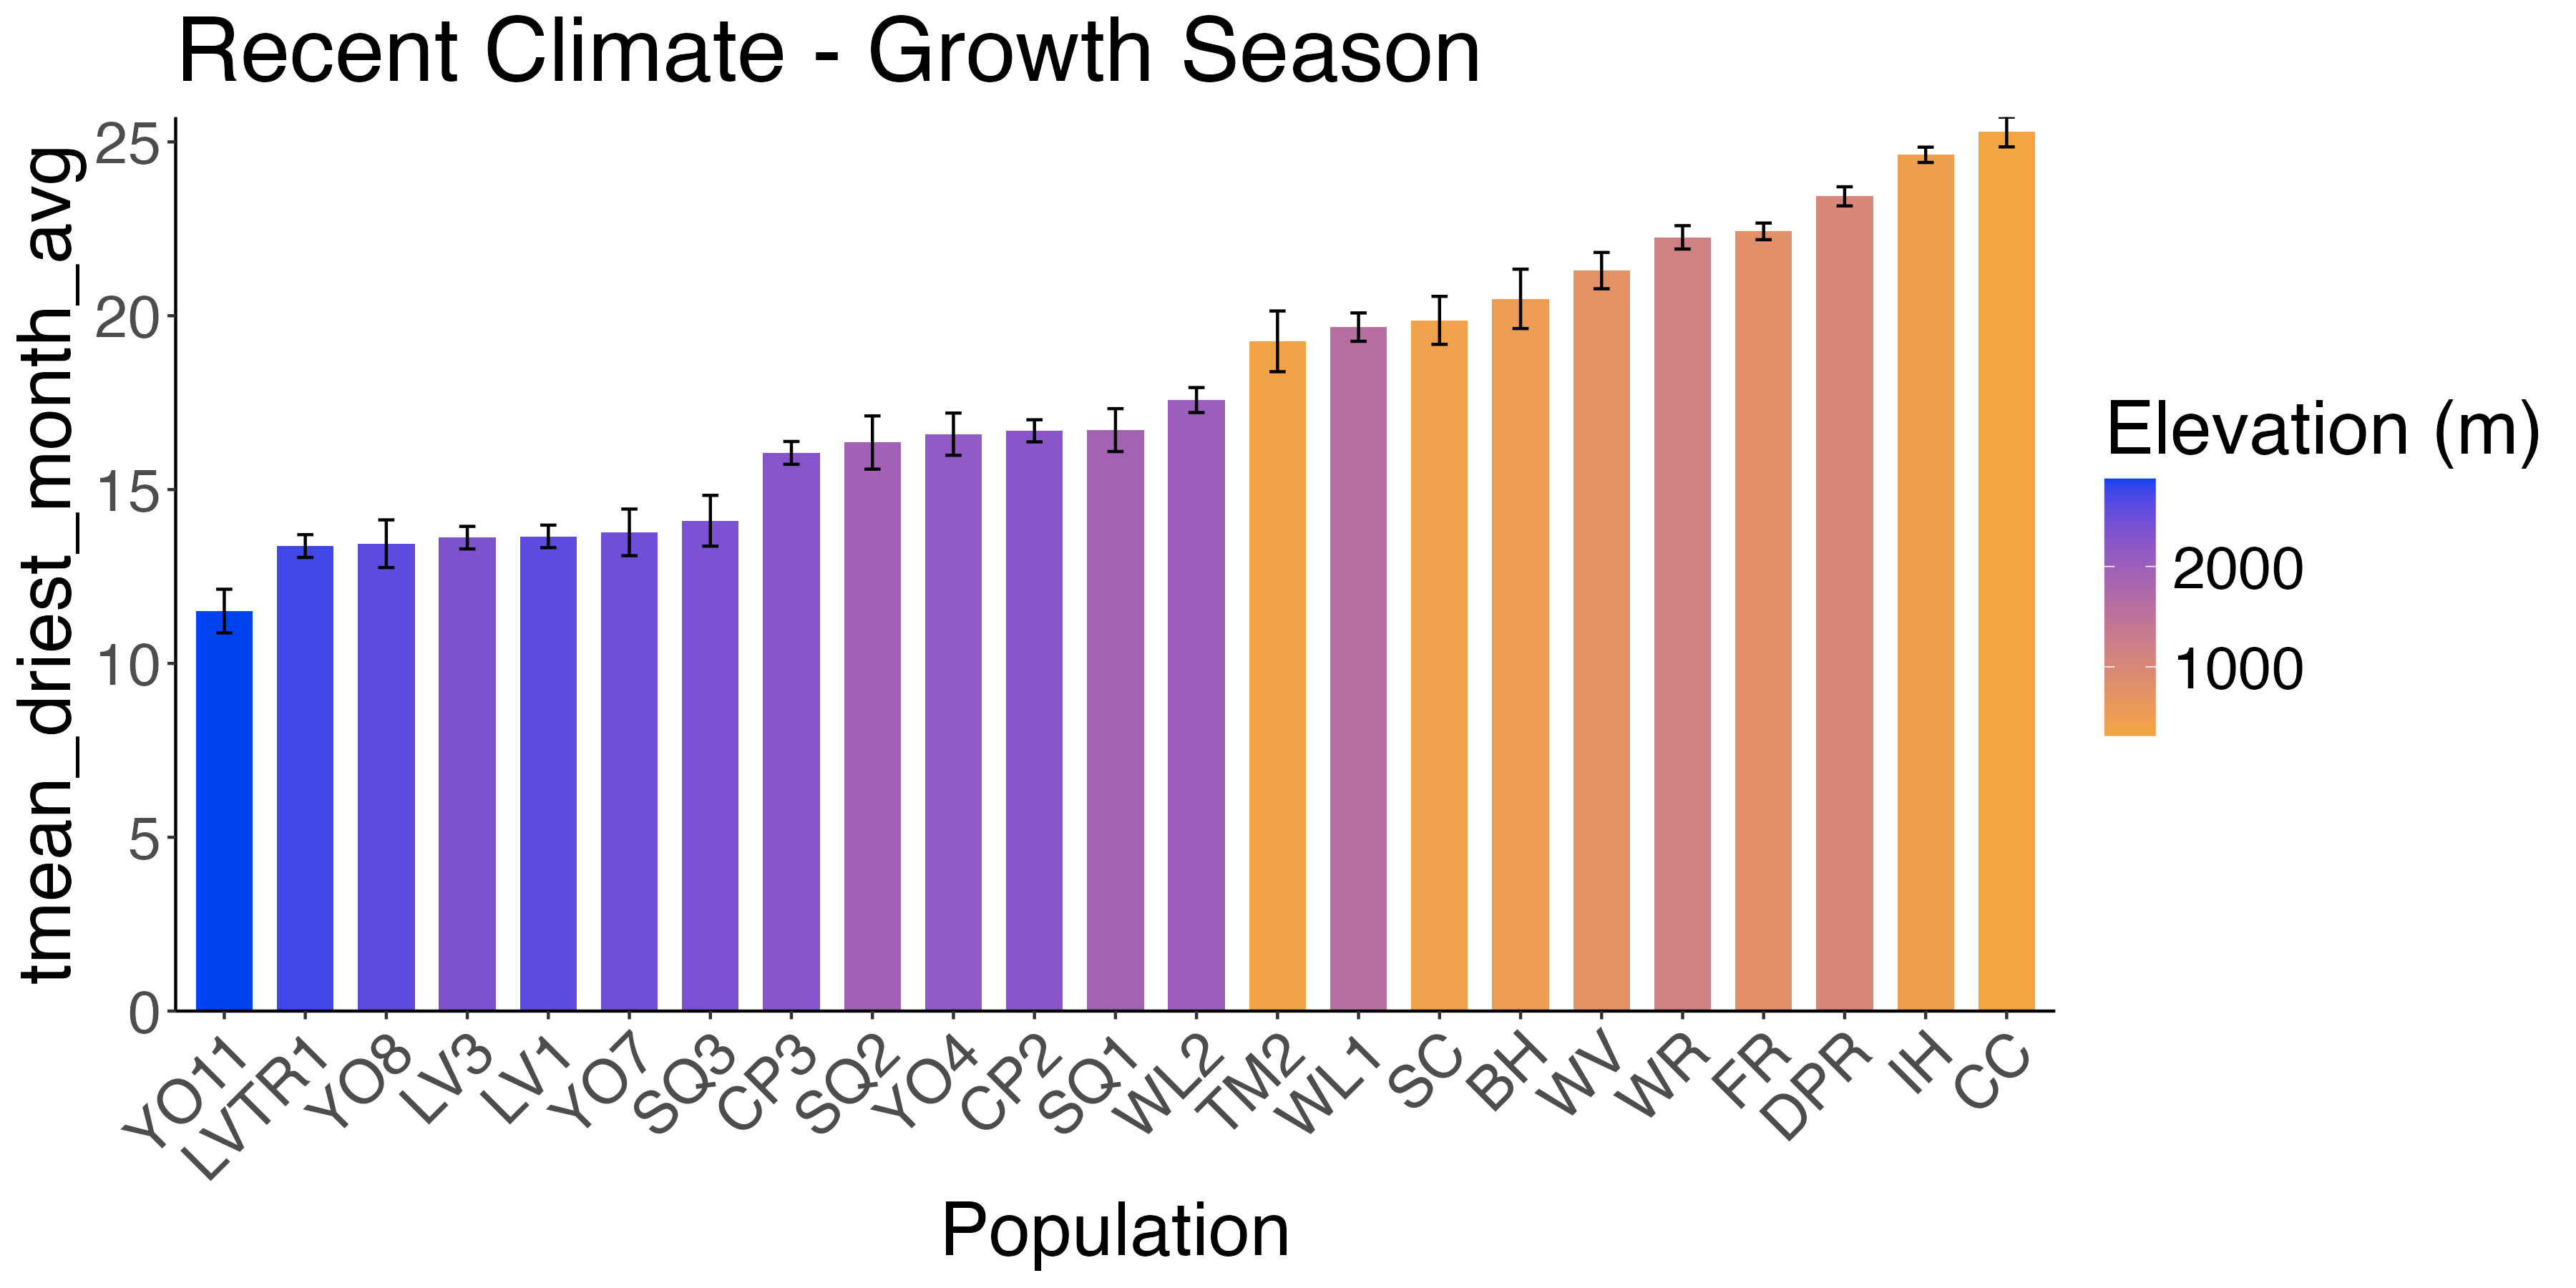 Recent Climate - Growth Season
tmean_driest_month_avg
25
20
15
10
5
0
YO11
LVTR1
YO8
LV3
LV1
YO7
SQ3
CP3
SQ2
YO4
CP2
SQ1
WL2
TM2
WL1
SC
BH
WV
WR
FR
DPR
IH
CC
Population
Elevation (m)
2000
1000